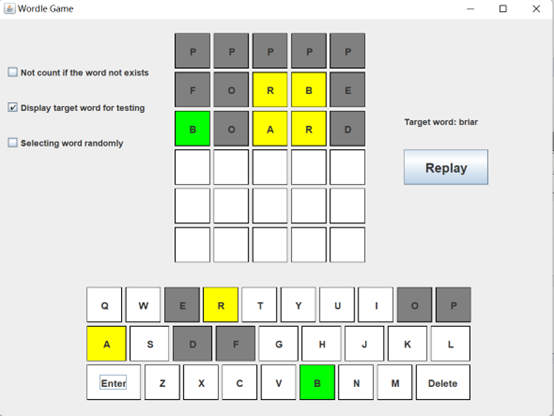 Wordle Game
P P P P P
Not count if the word not exists
F O R B E
Display target word for testing
B O A R D
Target word: briar
Selecting word randomly
Replay
Q W E R T Y U I O P
A S D F G H J K L
Enter Z X C V B N M Delete